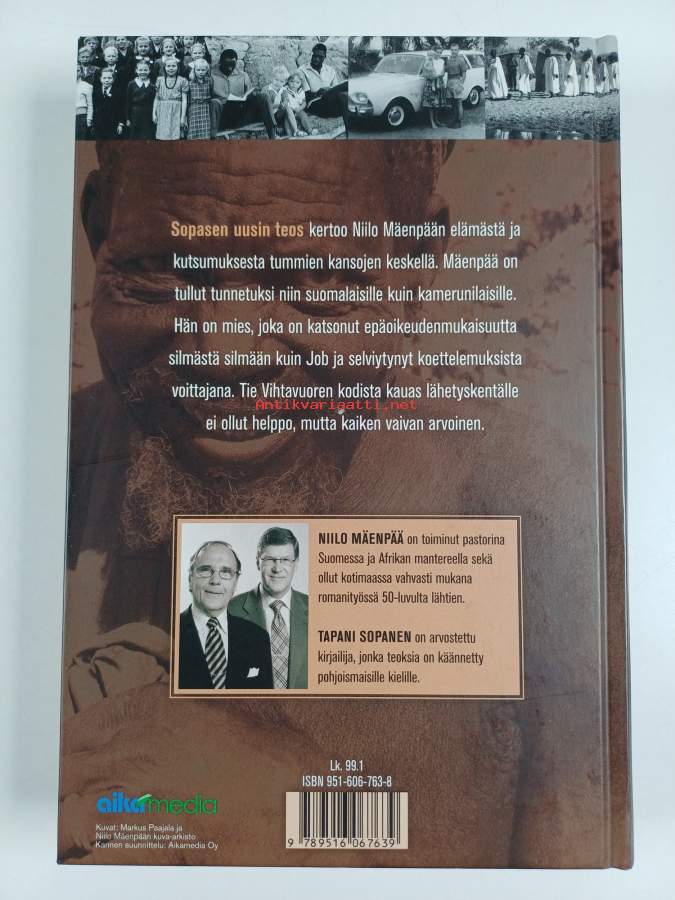 Sopasen uusin teos kertoo Niilo Mäenpään elämästä ja
kutsumuksesta tummien kansojen keskellä. Mäenpää on
tullut tunnetuksi niin suomalaisille kuin kamerunilaisille.
Hän on mies, joka on katsonut epäoikeudenmukaisuutta
silmästä silmään kuin Job ja selviytynyt koettelemuksista
voittajana. Tie Vihtavuoren kodista kauas lähetyskentälle
Antikvariaatti.net
ei ollut helppo, mutta kaiken vaivan arvoinen.
NIILO MÄENPÄÄ on toiminut pastorina
Suomessa ja Afrikan mantereella sekä
ollut kotimaassa vahvasti mukana
romanityössä 50-luvulta lähtien.
TAPANI SOPANEN on arvostettu
kirjailija, jonka teoksia on käännetty
pohjoismaisille kielille.
Lk. 99.1
ISBN 951-606-763-8
aikamedia
Kuvat: Markus Paajala ja
Niilo Mäenpään kuva-arkisto
Kannen suunnittelu: Aikamedia Oy
9 789516 067639